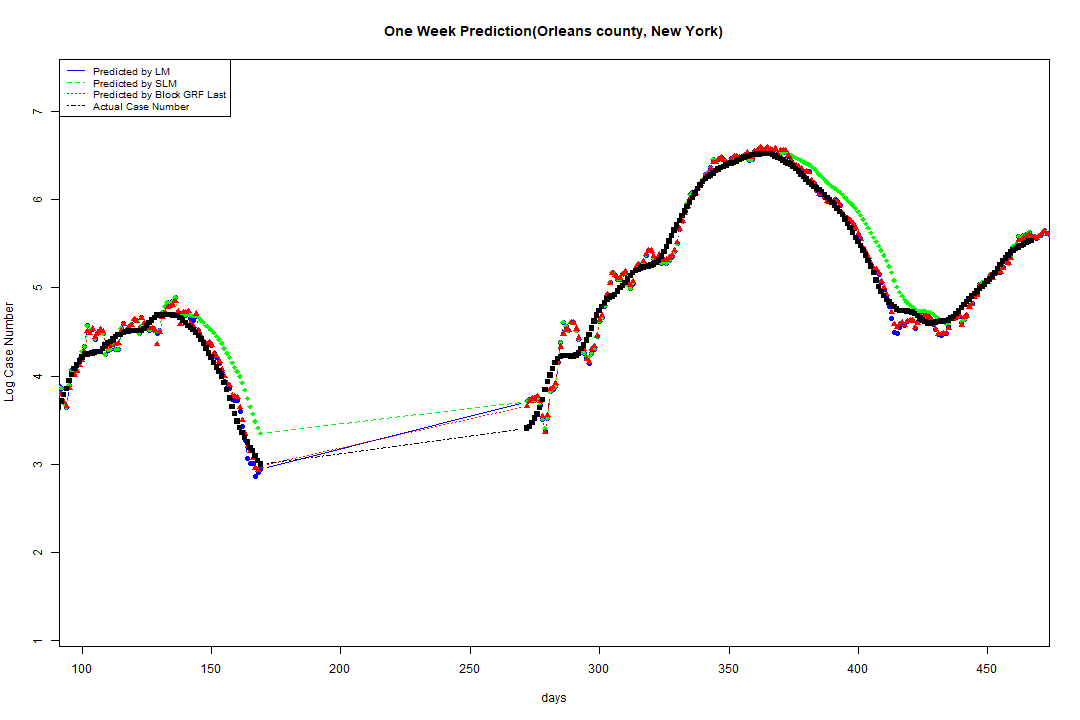 One Week Prediction(Orleans county, New York)
Predicted by LM
Predicted by SLM
Predicted by Block GRF Last
Actual Case Number
Log Case Number
7
6
5
4
3
2
1
100 150 200 250 300 350 400 450
days